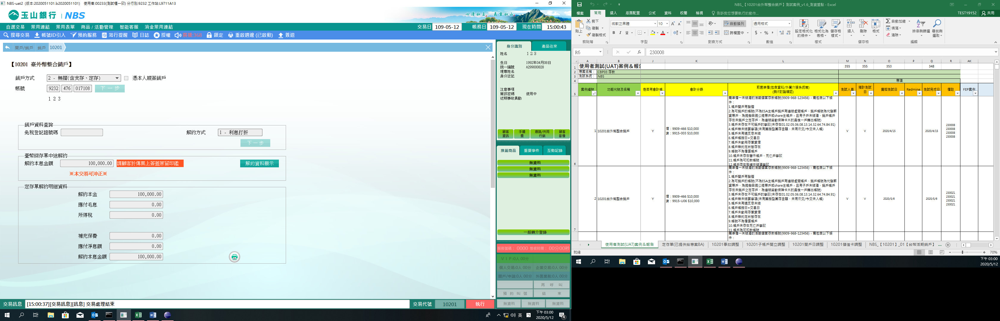 NBS-uat2 (版本:2020051101.b2020051101) 使用者:00233(測試櫃一卯) 分行別:9232 工作站:L9711A13
玉山銀行 | NBS
心清如玉 義重如山
自選交易 常用連結 常用表單 商品 / 活動管理 智能客服 消金常用連結
交易日 109-05-12 帳務日 109-05-12 現在時間 15:00:43
搜尋交易 帳號ID引入 預約服務 蒞行提醒 日誌 授權 廣播:368 鎖定 重啟週邊 (已啟動) 簽退
開戶/銷戶 銷戶 10201
【10201 臺外幣整合銷戶】
銷戶方式 2 - 無摺(含支存、定存) 憑本人親簽銷戶
帳號 9232 476 017108 下一步
1 2 3
銷戶資料查詢
免稅登記證號碼 解約方式 1 - 利息打折
下一步
臺幣綜存單中途解約
解約本息金額 100,000.00 請顧客於傳票上簽蓋原留印鑑 解約資料顯示
※本交易可沖正※
定存單解約明細資料
解約本金 100,000.00
應付毛息 0.00
所得稅 0.00
補充保費 0.00
應付淨息額 0.00
解約本息金額 100,000.00
交易訊息 [15:00:37][交易訊息][訊息] 交易處理結束 交易代號 10201 執行
身分識別 產品往來
姓名 1 2 3
生日 1992年04月08日
統一編號 A299000828
理專姓名
身分註記
注意事項
簡訊密碼 使用中
近期事故異動
顧客資訊 手續費 通路/共同行銷 顧客影像
推薦商品 重要事件 互動記錄
無資料
無資料
無資料
一般轉介登錄
服務號碼： 0000 等候時間： 00分00秒
V I P:0人 00分
個人交易:0人 00分 企業交易:0人 00分
開戶/申請:0人 00分 外匯業務:0人 00分
再 呼 叫
預 約 叫 號 結 束
無資料 無資料 無資料
英
下午 03:00
2020/5/12
4
NBS_【10201台外幣整合銷戶】測試案例_v1.6_測資盤點 - Excel
檔案 常用 插入 版面配置 公式 資料 校閱 檢視 告訴我您想要執行的動作... TEST19152 共用
貼上 剪下 複製 複製格式 剪貼簿
微軟正黑體 10 B I U 字型
自動換列 跨欄置中 對齊方式
通用格式 $ % 數值
設定格式化的條件 格式化為表格 儲存格樣式 樣式
插入 刪除 格式 儲存格
自動加總 填滿 清除 排序與篩選 尋找與選取 編輯
R6 fx 230008
A B J K L M N O P Q R AK
1 使用者測試(UAT)案例&報告 355 355 353 348
2 專案名稱： CBP03 存款
3 測試系統： NBS
4 專項
5 案例編號 功能代號及名稱 是否有會計帳 會計分錄 前置準備(包含資料/外圍介接系統等) (與IT討論確認) 測試人員 預計測試日 實際測試日 Redmine 測試完成日 備註 FEP案例
需準備一未結清的活期儲蓄存款帳號(9909-968-123456)，需包含以下條件：
1.帳戶開戶有發摺
2.為可銷戶的帳號(不為ESA主帳戶銷戶有連結虛擬帳戶、銷戶帳號為代發薪資專戶、為提撥自提公提專戶或share主帳戶，且有子戶未結清、銷戶帳戶存在未銷戶之定存戶、為連結勞動保障卡片的最後一戶轉出帳號)
3.帳戶未存在不可銷戶的事故(未存在01.02.05.06.08.13.14.32.64.74.84.91)
4.帳戶無未結算事項(未有業務型圈存金額、未有次交/今交未入帳)
5.帳戶未有透支息未結
6.帳戶帳務日=交易日
7.帳戶未動用存單質借
8.帳戶無約定狀態存在
9.帳號不為備償帳戶
10.帳戶未存在警示帳戶、死亡戶事故
11.帳戶為可扣款帳號
12.帳戶存在掛補並結清事故
6 1 10201台外幣整合銷戶 Y 借：9909-466 $10,000
貸：9915-003 $10,000
V V 2020/4/15 2020/4/15
230008
230008
230008
230008
需準備一未結清的活期儲蓄存款帳號(9909-968-123456)，需包含以下條件：
1.帳戶開戶有發摺
2.為可銷戶的帳號(不為ESA主帳戶銷戶有連結虛擬帳戶、銷戶帳號為代發薪資專戶、為提撥自提公提專戶或share主帳戶，且有子戶未結清、銷戶帳戶存在未銷戶之定存戶、為連結勞動保障卡片的最後一戶轉出帳號)
3.帳戶未存在不可銷戶的事故(未存在01.02.05.06.08.13.14.32.64.74.84.91)
4.帳戶無未結算事項(未有業務型圈存金額、未有次交/今交未入帳)
5.帳戶未有透支息未結
6.帳戶帳務日=交易日
7.帳戶未動用存單質借
8.帳戶無約定狀態存在
9.帳號不為備償帳戶
10.帳戶未存在死亡戶事故
11.帳戶為可扣款帳號
7 2 10201台外幣整合銷戶 Y 借：9909-466 $10,000
貸：9915-U06 $10,000
V V 2020/5/6 2020/5/6
230021
230021
230021
230021
需準備一未結清的活期儲蓄存款帳號(9909-968-123456)，需包含以下條件：
使用者測試(UAT)案例&報告 定存單(已提供給專案BA) 10201事故調整 10201子帳戶開立調整 10201開戶日調整 10201儲值卡調整 NBS_【10201】_01【台幣活期銷戶】 ...
就緒 70%
下午 03:00
2020/5/12